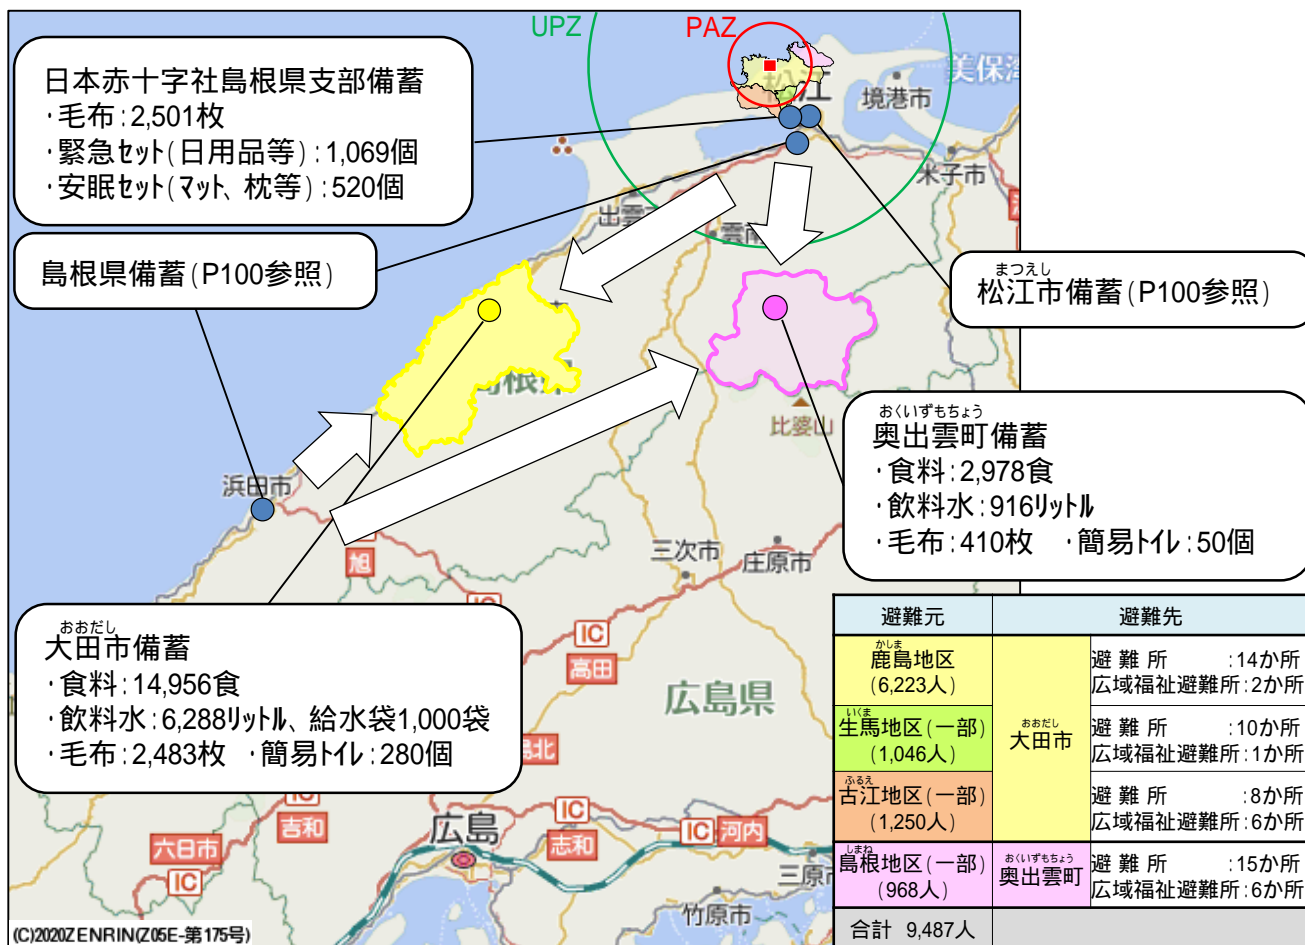 UPZ
PAZ
日本赤十字社島根県支部備蓄
・毛布:2,501枚
・緊急セット(日用品等):1,069個
・安眠セット(マット、枕等):520個
島根県備蓄(P100参照)
まつえし
松江市備蓄(P100参照)
おくいずもちょう
奥出雲町備蓄
・食料:2,978食
・飲料水:916リットル
・毛布:410枚 ・簡易トイレ:50個
おおだし
大田市備蓄
・食料:14,956食
・飲料水:6,288リットル、給水袋1,000袋
・毛布:2,483枚 ・簡易トイレ:280個
松江
境港市
米子市
比婆山
浜田市
旭
三次市
庄原市
IC
高田
広島県
IC
吉和
六日市
IC
広島
IC
志和
IC
河内
竹原市
避難元 避難先
かしま
鹿島地区
(6,223人)
避難所 :14か所
広域福祉避難所:2か所
いくま
生馬地区(一部)
(1,046人)
おおだし
大田市
避難所 :10か所
広域福祉避難所:1か所
ふるえ
古江地区(一部)
(1,250人)
避難所 :8か所
広域福祉避難所:6か所
しまね
島根地区(一部)
(968人)
おくいずもちょう
奥出雲町
避難所 :15か所
広域福祉避難所:6か所
合計 9,487人
(C)2020ZENRIN(Z05E-第175号)